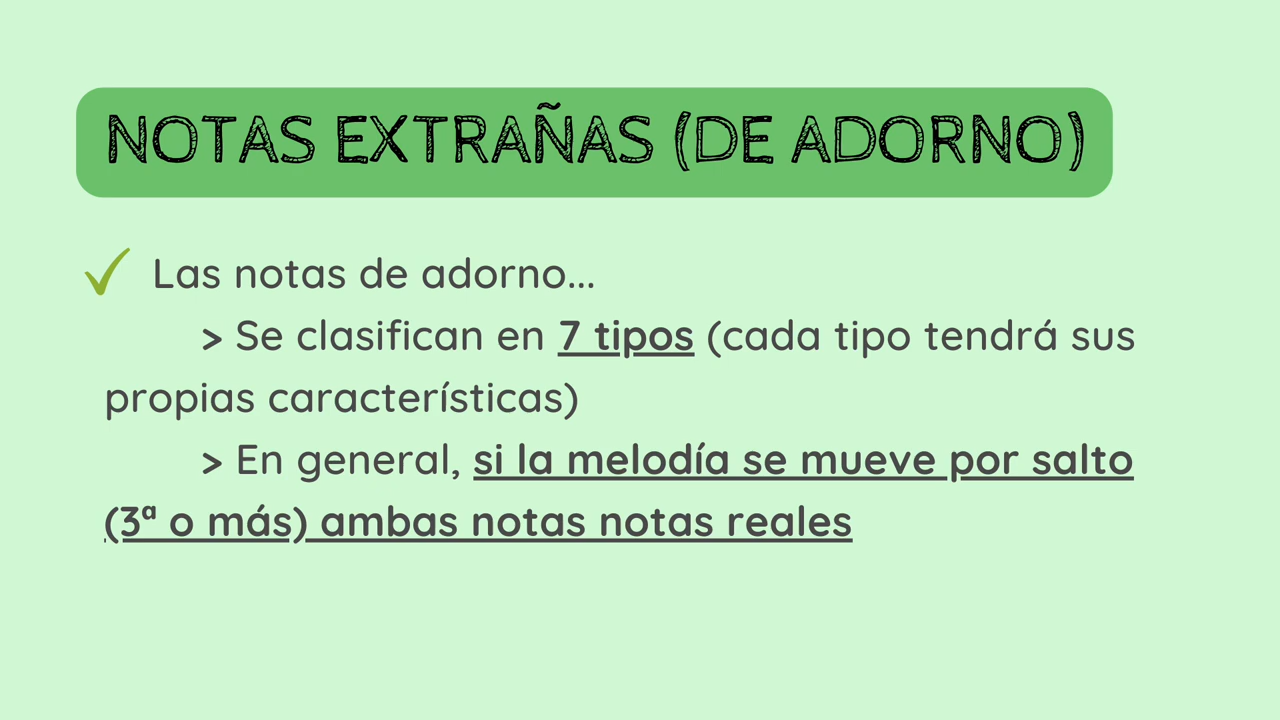 NOTAS EXTRAÑAS (DE ADORNO)
Las notas de adorno...
> Se clasifican en 7 tipos (cada tipo tendrá sus
propias características)
> En general, si la melodía se mueve por salto
(3ª o más) ambas notas notas reales